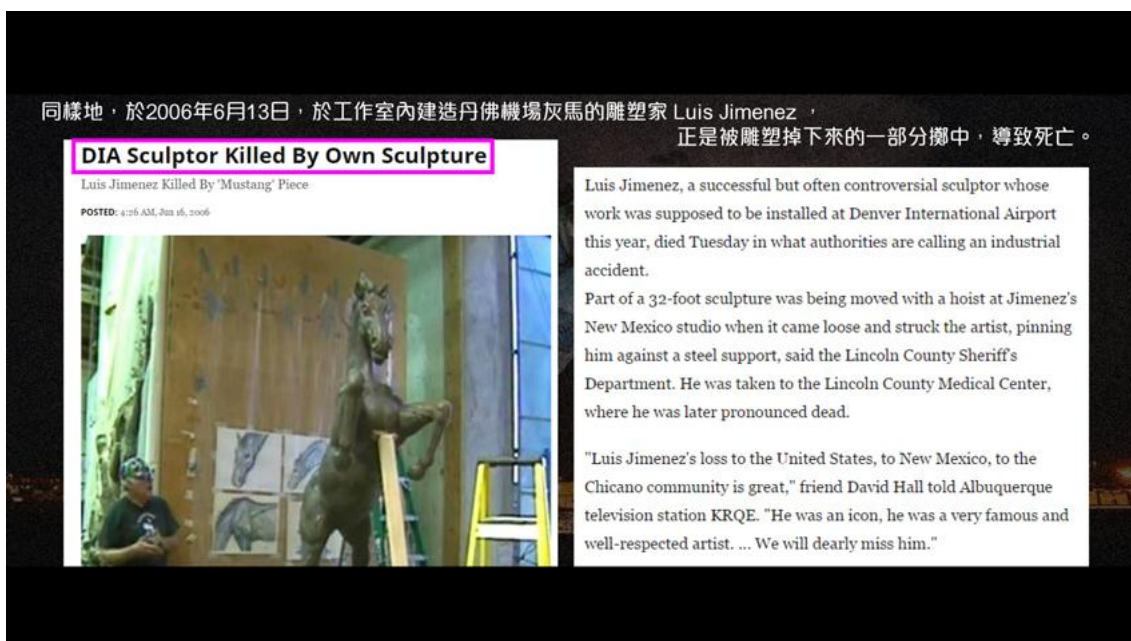 同樣地，於2006年6月13日，於工作室內建造丹佛機場灰馬的雕塑家 Luis Jimenez ，
正是被雕塑掉下來的一部分擲中，導致死亡。
DIA Sculptor Killed By Own Sculpture
Luis Jimenez Killed By 'Mustang' Piece
POSTED: 4:26 AM, Jun 16, 2006
Luis Jimenez, a successful but often controversial sculptor whose
work was supposed to be installed at Denver International Airport
this year, died Tuesday in what authorities are calling an industrial
accident.
Part of a 32-foot sculpture was being moved with a hoist at Jimenez's
New Mexico studio when it came loose and struck the artist, pinning
him against a steel support, said the Lincoln County Sheriff's
Department. He was taken to the Lincoln County Medical Center,
where he was later pronounced dead.
"Luis Jimenez's loss to the United States, to New Mexico, to the
Chicano community is great," friend David Hall told Albuquerque
television station KRQE. "He was an icon, he was a very famous and
well-respected artist. ... We will dearly miss him."